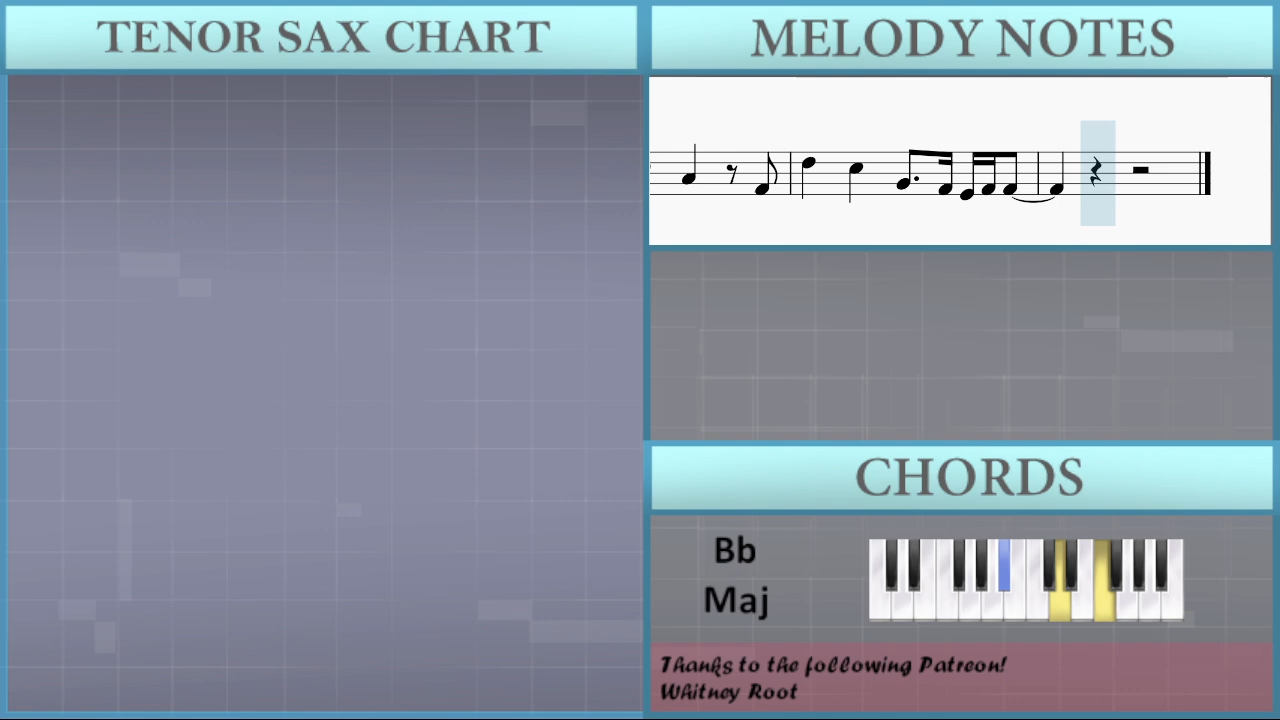 TENOR SAX CHART
MELODY NOTES
CHORDS
Bb
Maj
Thanks to the following Patreon!
Whitney Root